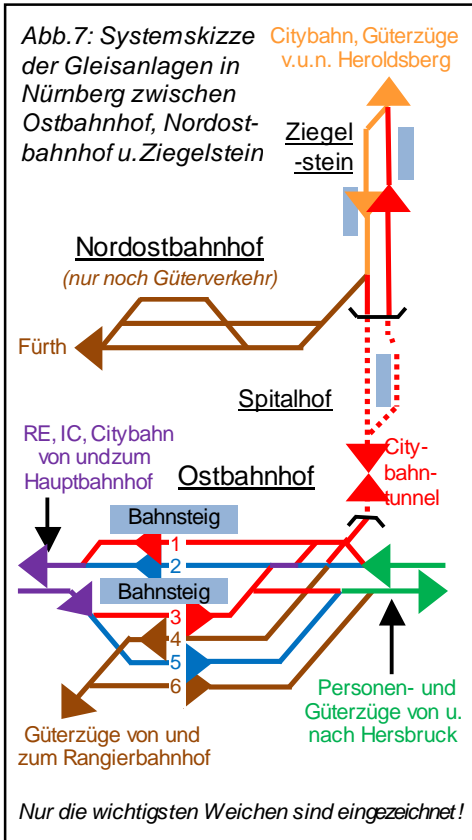 Abb.7: Systemskizze
der Gleisanlagen in
Nürnberg zwischen
Ostbahnhof, Nordost-
bahnhof u.Ziegelstein
Citybahn, Güterzüge
v.u.n. Heroldsberg
Ziegel
-stein
Nordostbahnhof
(nur noch Güterverkehr)
Fürth
Spitalhof
RE, IC, Citybahn
von undzum
Hauptbahnhof
Ostbahnhof
City-
bahn-
tunnel
Bahnsteig
1
2
Bahnsteig
3
4
5
6
Personen- und
Güterzüge von u.
nach Hersbruck
Güterzüge von und
zum Rangierbahnhof
Nur die wichtigsten Weichen sind eingezeichnet!